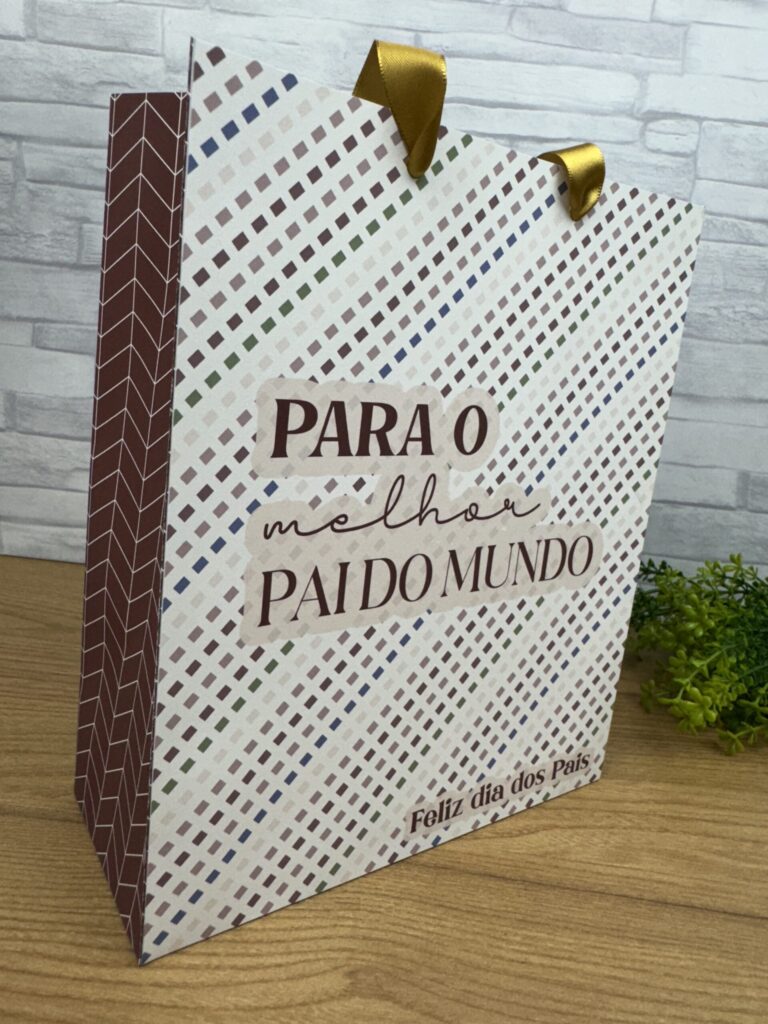 PARA O
melhor
PAI DO MUNDO
Feliz dia dos Pais